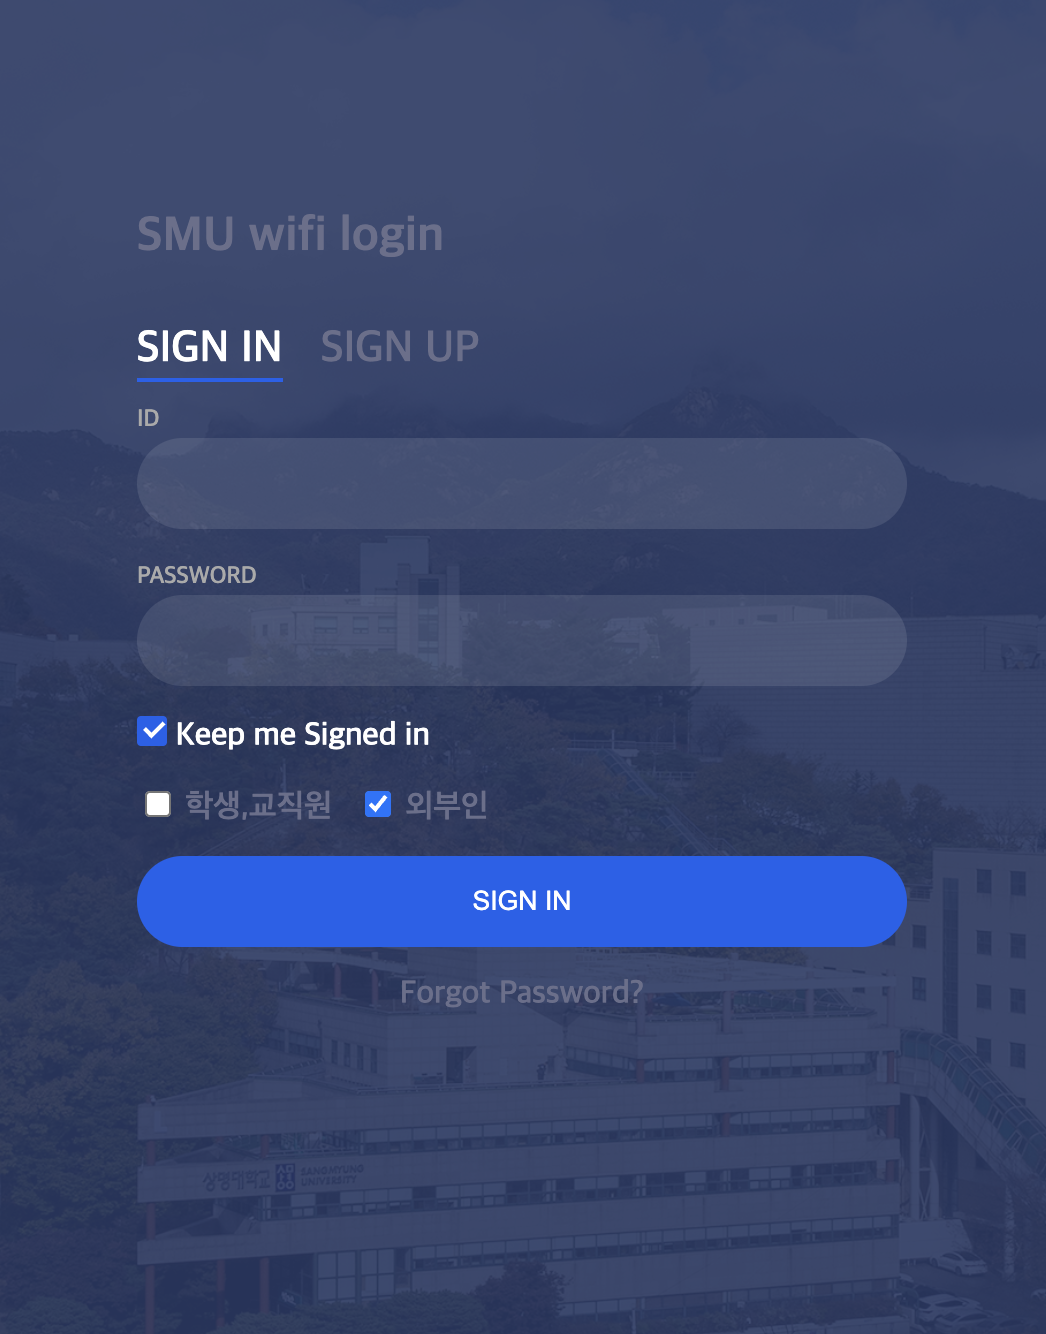 SMU wifi login
SIGN IN SIGN UP
ID
PASSWORD
Keep me Signed in
학생,교직원 외부인
SIGN IN
Forgot Password?
상명대학교 SANGMYUNG
UNIVERSITY